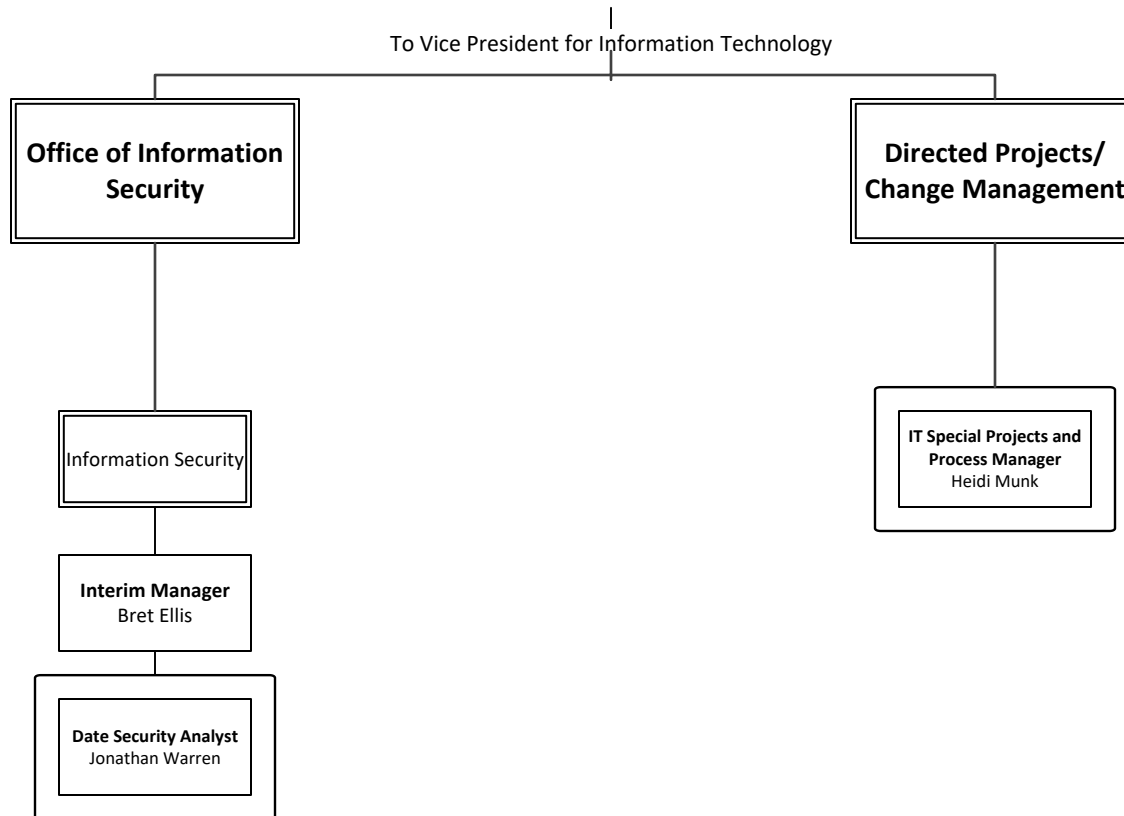 To Vice President for Information Technology
Office of Information
Security
Directed Projects/
Change Management
Information Security
Interim Manager
Bret Ellis
Date Security Analyst
Jonathan Warren
IT Special Projects and
Process Manager
Heidi Munk